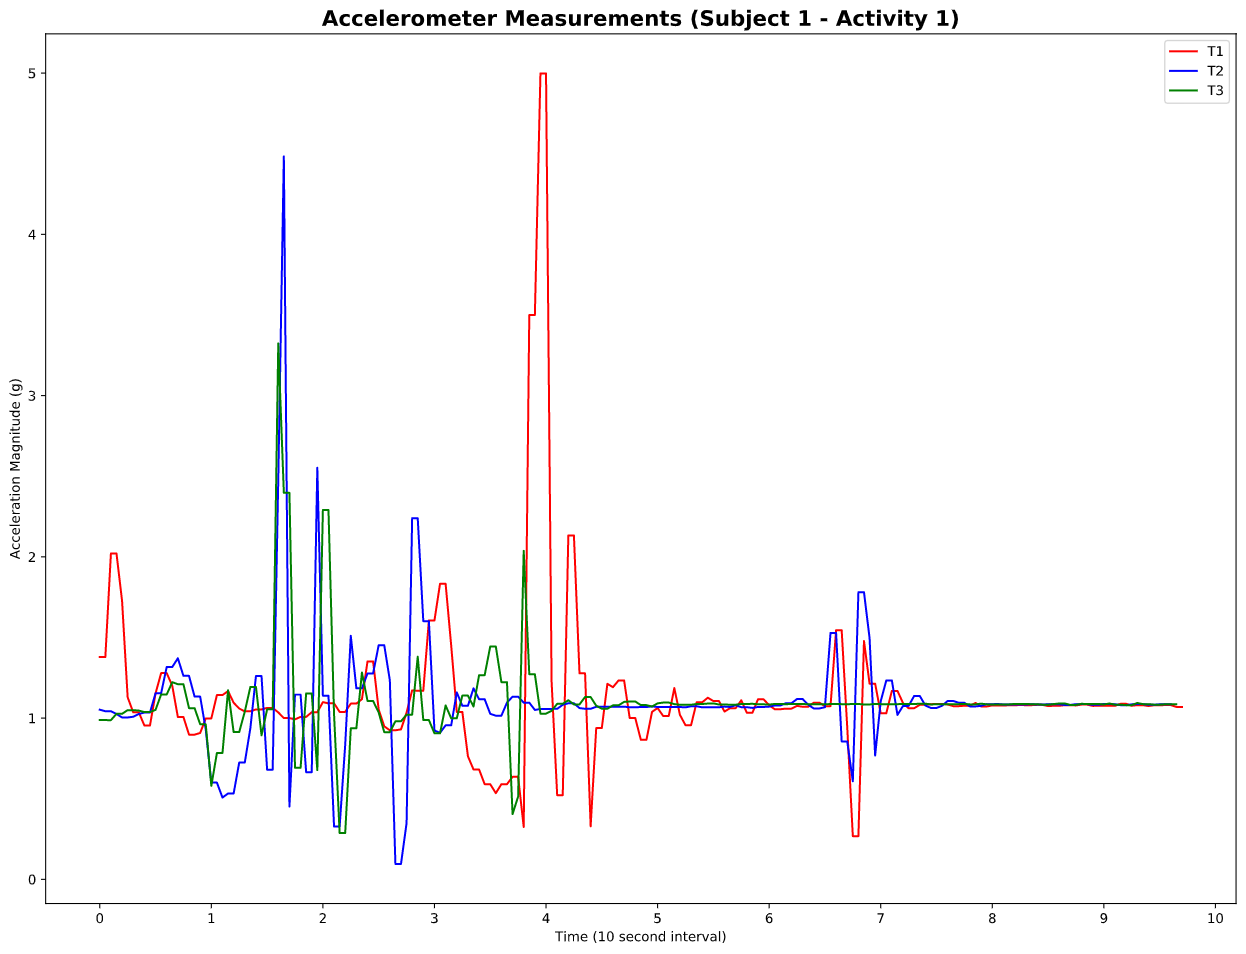 Accelerometer Measurements (Subject 1 - Activity 1)
T1
T2
T3
5
4
3
2
1
0
Acceleration Magnitude (g)
0 1 2 3 4 5 6 7 8 9 10
Time (10 second interval)